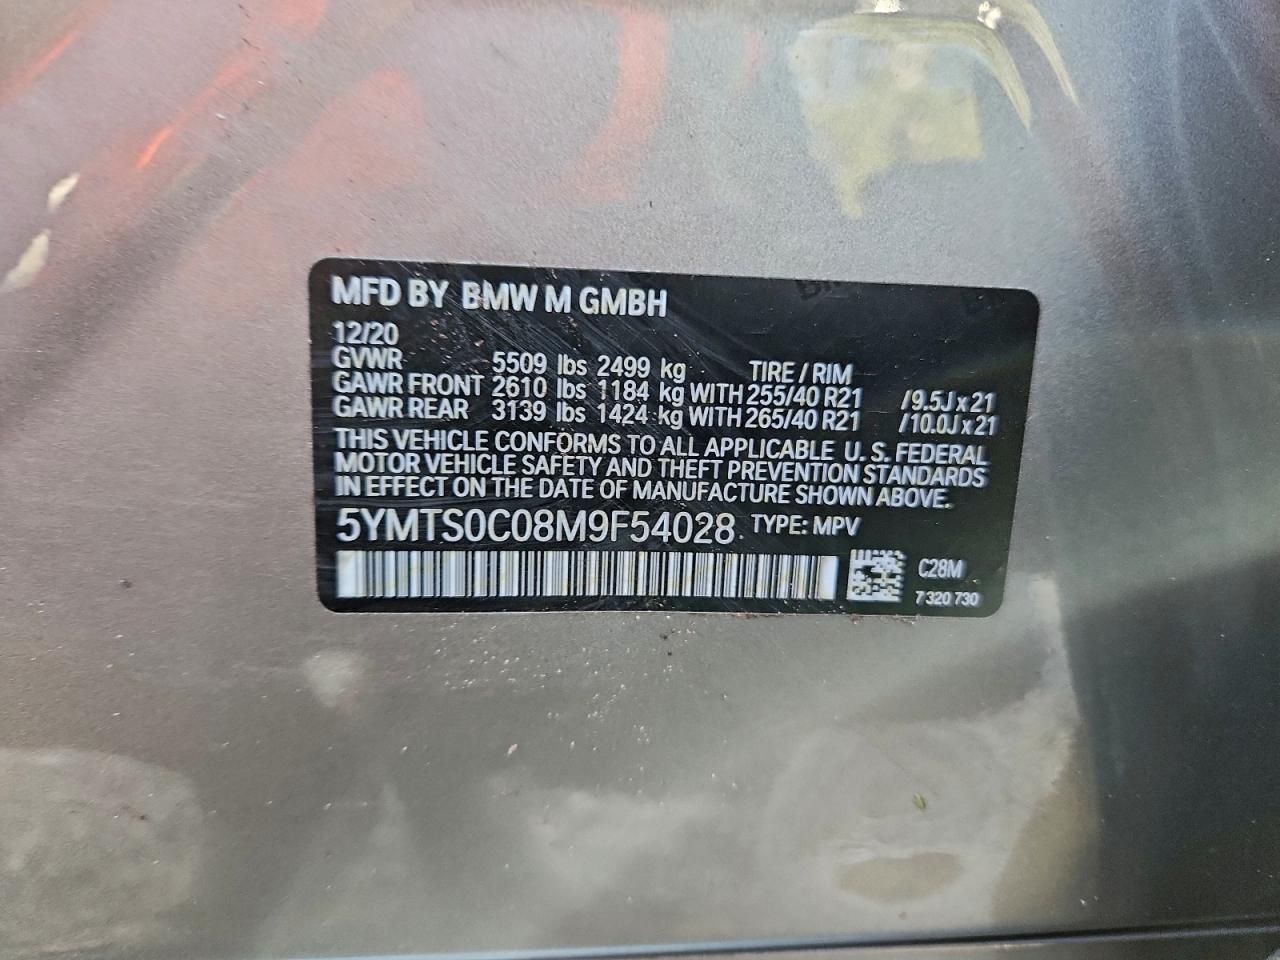 MFD BY BMW M GMBH
12/20
GVWR 5509 lbs 2499 kg TIRE / RIM
GAWR FRONT 2610 lbs 1184 kg WITH 255/40 R21 /9.5J x 21
GAWR REAR 3139 lbs 1424 kg WITH 265/40 R21 /10.0J x 21
THIS VEHICLE CONFORMS TO ALL APPLICABLE U. S. FEDERAL
MOTOR VEHICLE SAFETY AND THEFT PREVENTION STANDARDS
IN EFFECT ON THE DATE OF MANUFACTURE SHOWN ABOVE.
5YMTS0C08M9F54028 TYPE: MPV
C28M
7 320 730